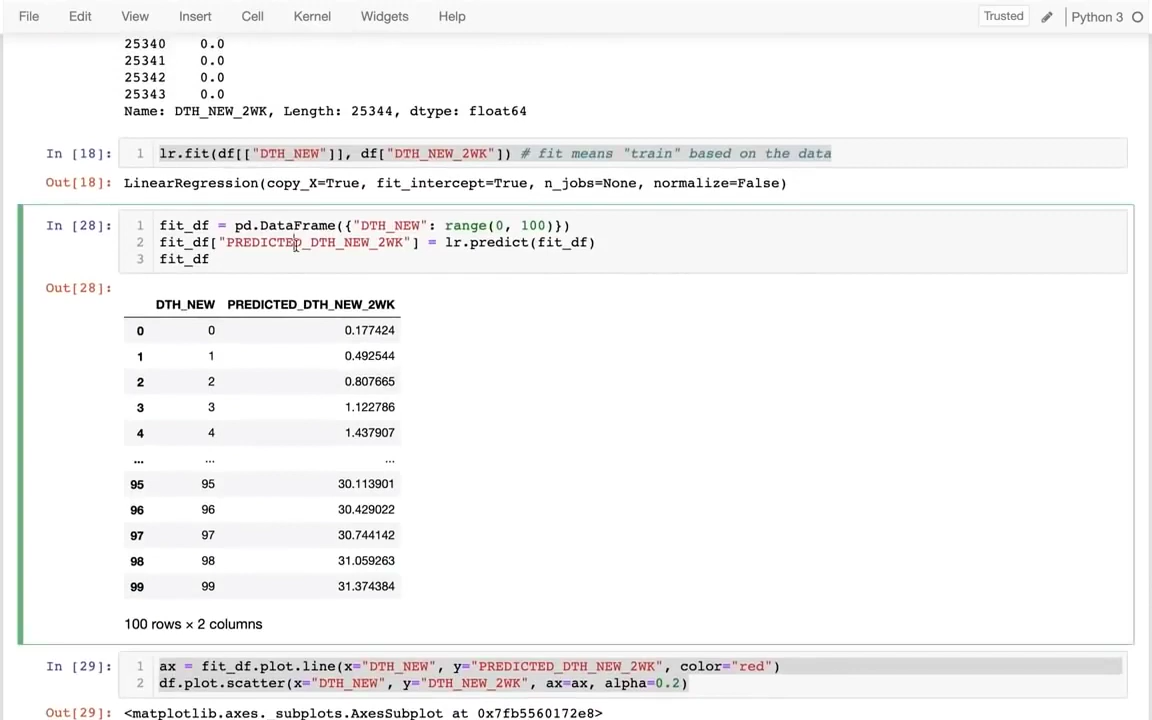 File Edit View Insert Cell Kernel Widgets Help Trusted Python 3
25340 0.0
25341 0.0
25342 0.0
25343 0.0
Name: DTH_NEW_2WK, Length: 25344, dtype: float64
In [18]: 1 lr.fit(df[["DTH_NEW"]], df["DTH_NEW_2WK"]) # fit means "train" based on the data
Out[18]: LinearRegression(copy_X=True, fit_intercept=True, n_jobs=None, normalize=False)
In [28]: 1 fit_df = pd.DataFrame({"DTH_NEW": range(0, 100)})
2 fit_df["PREDICTED_DTH_NEW_2WK"] = lr.predict(fit_df)
3 fit_df
Out[28]:
DTH_NEW PREDICTED_DTH_NEW_2WK
0 0 0.177424
1 1 0.492544
2 2 0.807665
3 3 1.122786
4 4 1.437907
... ... ...
95 95 30.113901
96 96 30.429022
97 97 30.744142
98 98 31.059263
99 99 31.374384
100 rows × 2 columns
In [29]: 1 ax = fit_df.plot.line(x="DTH_NEW", y="PREDICTED_DTH_NEW_2WK", color="red")
2 df.plot.scatter(x="DTH_NEW", y="DTH_NEW_2WK", ax=ax, alpha=0.2)
Out[29]: <matplotlib.axes._subplots.AxesSubplot at 0x7fb5560172e8>